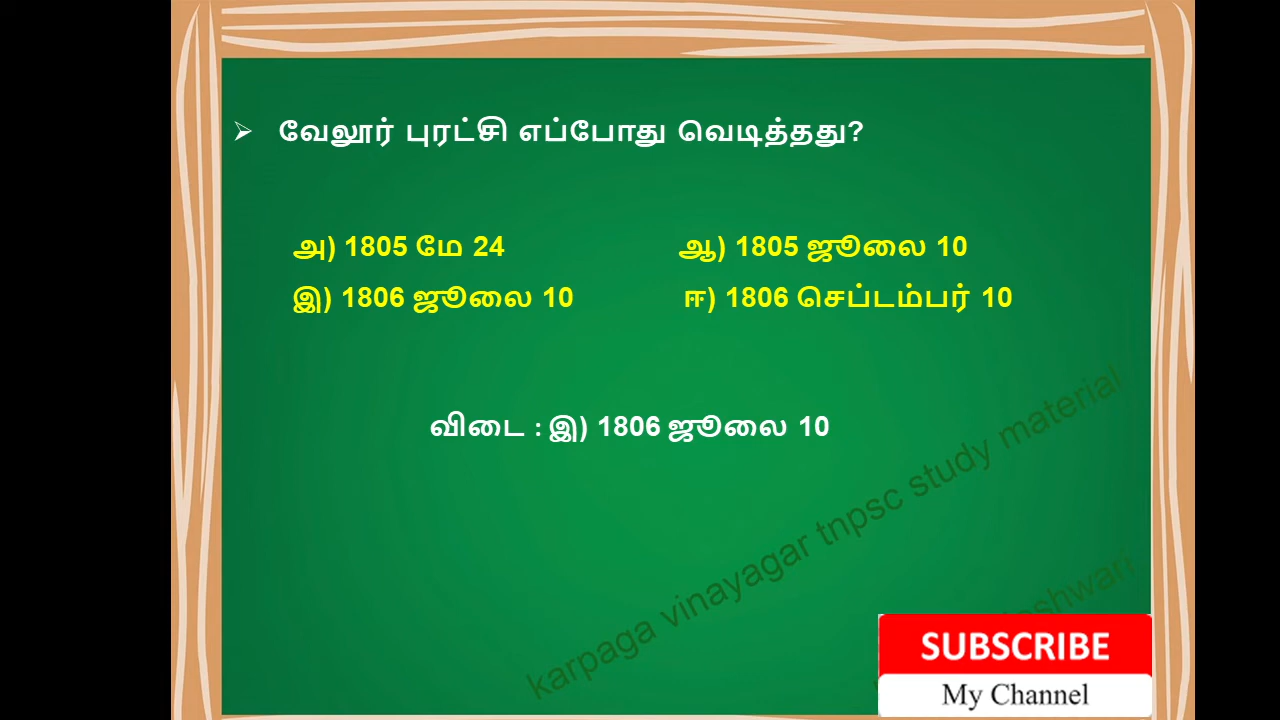 ➢ வேலூர் புரட்சி எப்போது வெடித்தது?
அ) 1805 மே 24 ஆ) 1805 ஜூலை 10
இ) 1806 ஜூலை 10 ஈ) 1806 செப்டம்பர் 10
விடை : இ) 1806 ஜூலை 10
karpaga vinayagar tnpsc study material
SUBSCRIBE
My Channel